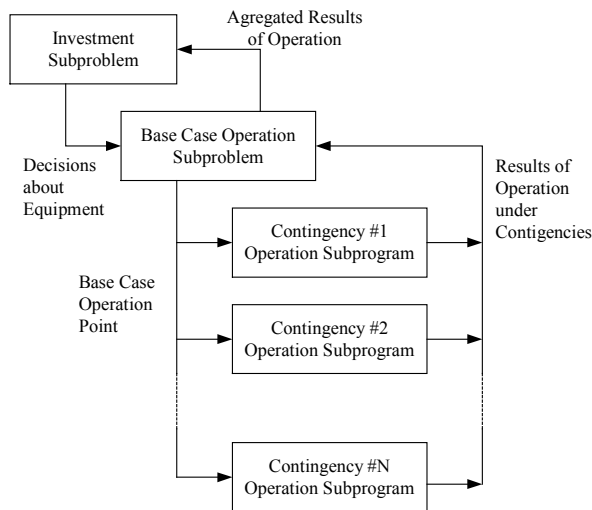 Agregated Results
of Operation
Investment
Subproblem
Base Case Operation
Subproblem
Decisions
about
Equipment
Results of
Operation
under
Contigencies
Contingency #1
Operation Subprogram
Base Case
Operation
Point
Contingency #2
Operation Subprogram
Contingency #N
Operation Subprogram